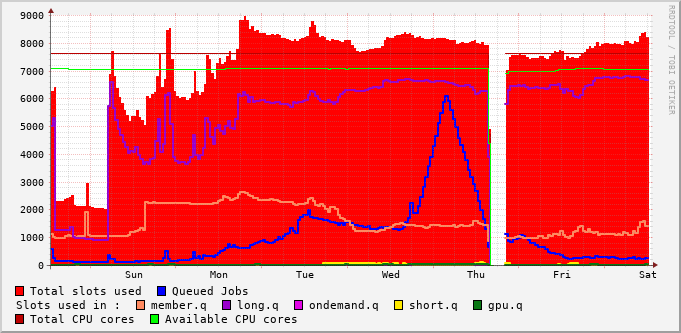 RRDTOOL / TOBI OETIKER
9000
8000
7000
6000
5000
4000
3000
2000
1000
0
Sun Mon Tue Wed Thu Fri Sat
Total slots used Queued Jobs
Slots used in : member.q long.q ondemand.q short.q gpu.q
Total CPU cores Available CPU cores